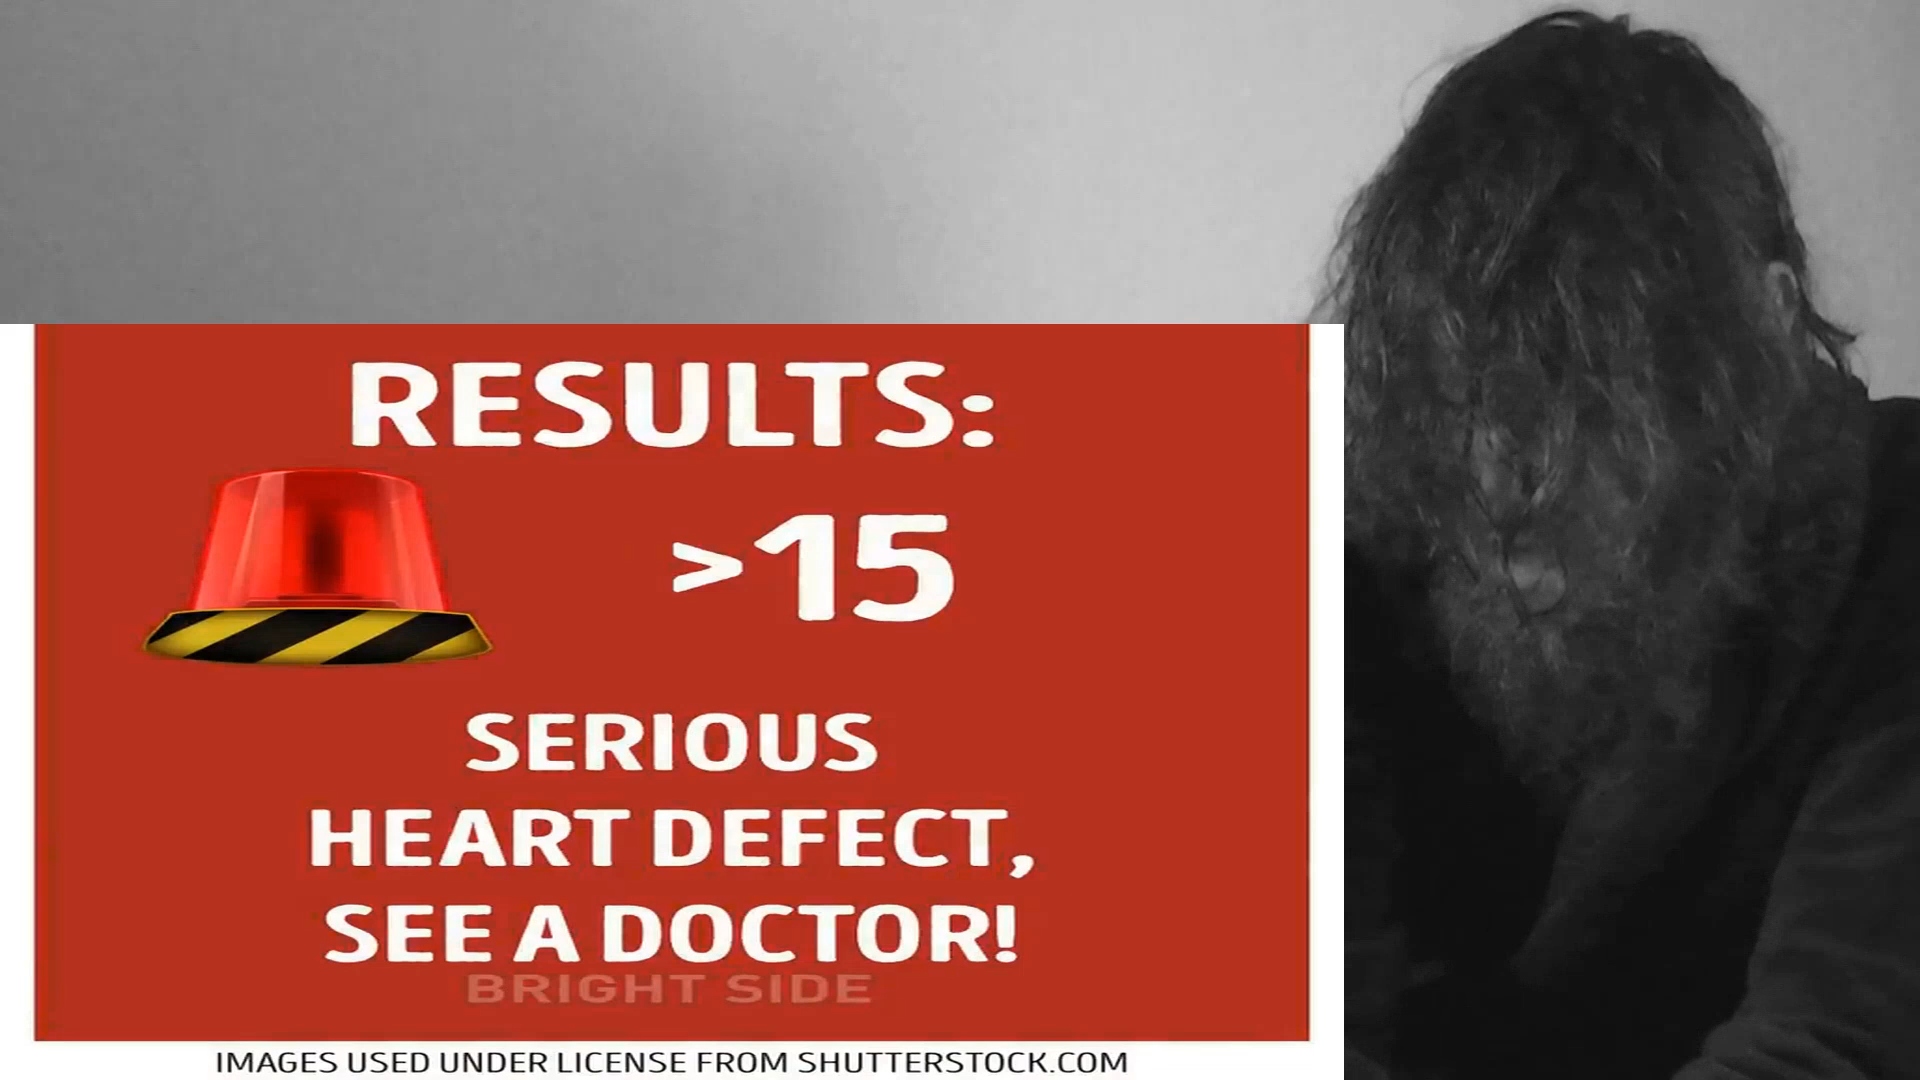 RESULTS:
>15
SERIOUS
HEART DEFECT,
SEE A DOCTOR!
BRIGHT SIDE
IMAGES USED UNDER LICENSE FROM SHUTTERSTOCK.COM